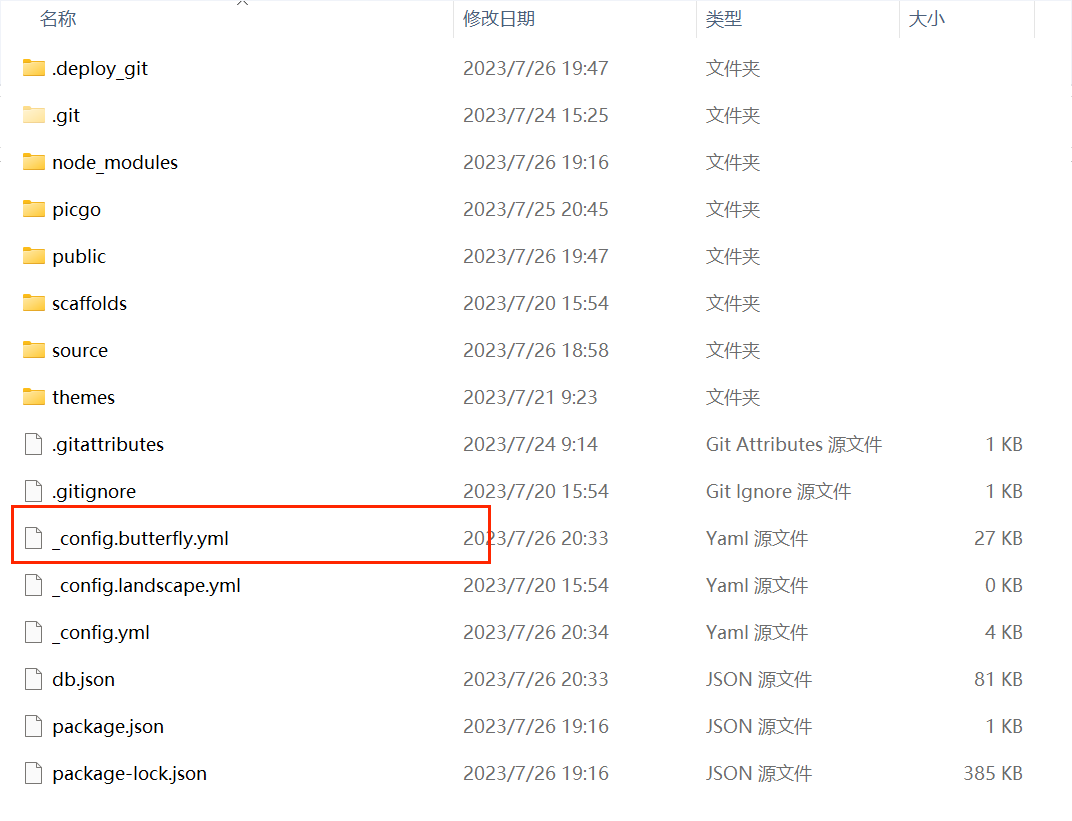 名称 修改日期 类型 大小
.deploy_git 2023/7/26 19:47 文件夹
.git 2023/7/24 15:25 文件夹
node_modules 2023/7/26 19:16 文件夹
picgo 2023/7/25 20:45 文件夹
public 2023/7/26 19:47 文件夹
scaffolds 2023/7/20 15:54 文件夹
source 2023/7/26 18:58 文件夹
themes 2023/7/21 9:23 文件夹
.gitattributes 2023/7/24 9:14 Git Attributes 源文件 1 KB
.gitignore 2023/7/20 15:54 Git Ignore 源文件 1 KB
_config.butterfly.yml 2023/7/26 20:33 Yaml 源文件 27 KB
_config.landscape.yml 2023/7/20 15:54 Yaml 源文件 0 KB
_config.yml 2023/7/26 20:34 Yaml 源文件 4 KB
db.json 2023/7/26 20:33 JSON 源文件 81 KB
package.json 2023/7/26 19:16 JSON 源文件 1 KB
package-lock.json 2023/7/26 19:16 JSON 源文件 385 KB